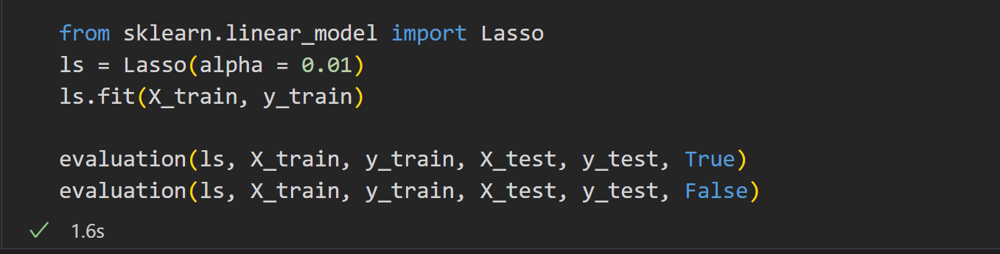 from sklearn.linear_model import Lasso
ls = Lasso(alpha = 0.01)
ls.fit(X_train, y_train)
evaluation(ls, X_train, y_train, X_test, y_test, True)
evaluation(ls, X_train, y_train, X_test, y_test, False)
1.6s